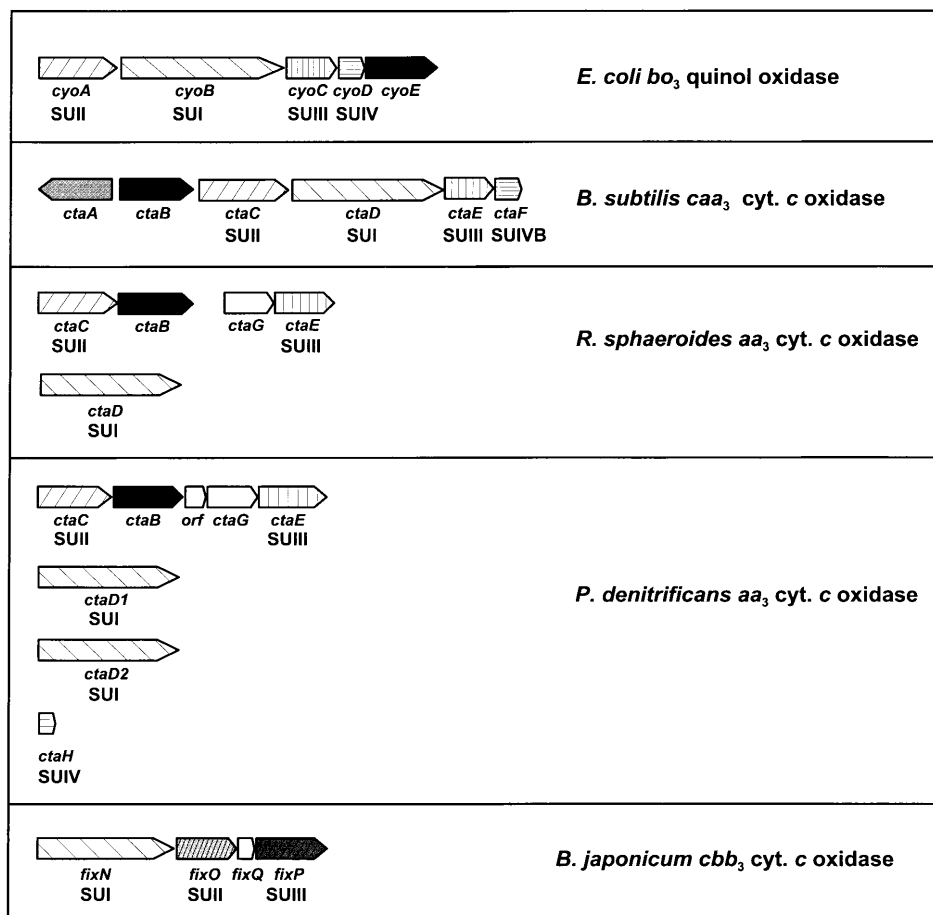 cyoA cyoB cyoC cyoD cyoE
SUII SUI SUIII SUIV
E. coli bo3 quinol oxidase
ctaA ctaB ctaC ctaD ctaE ctaF
SUII SUI SUIII SUIVB
B. subtilis caa3 cyt. c oxidase
ctaC ctaB ctaG ctaE
SUII SUIII
R. sphaeroides aa3 cyt. c oxidase
ctaD
SUI
ctaC ctaB orf ctaG ctaE
SUII SUIII
ctaD1
SUI
P. denitrificans aa3 cyt. c oxidase
ctaD2
SUI
ctaH
SUIV
fixN fixO fixQ fixP
SUI SUII SUIII
B. japonicum cbb3 cyt. c oxidase